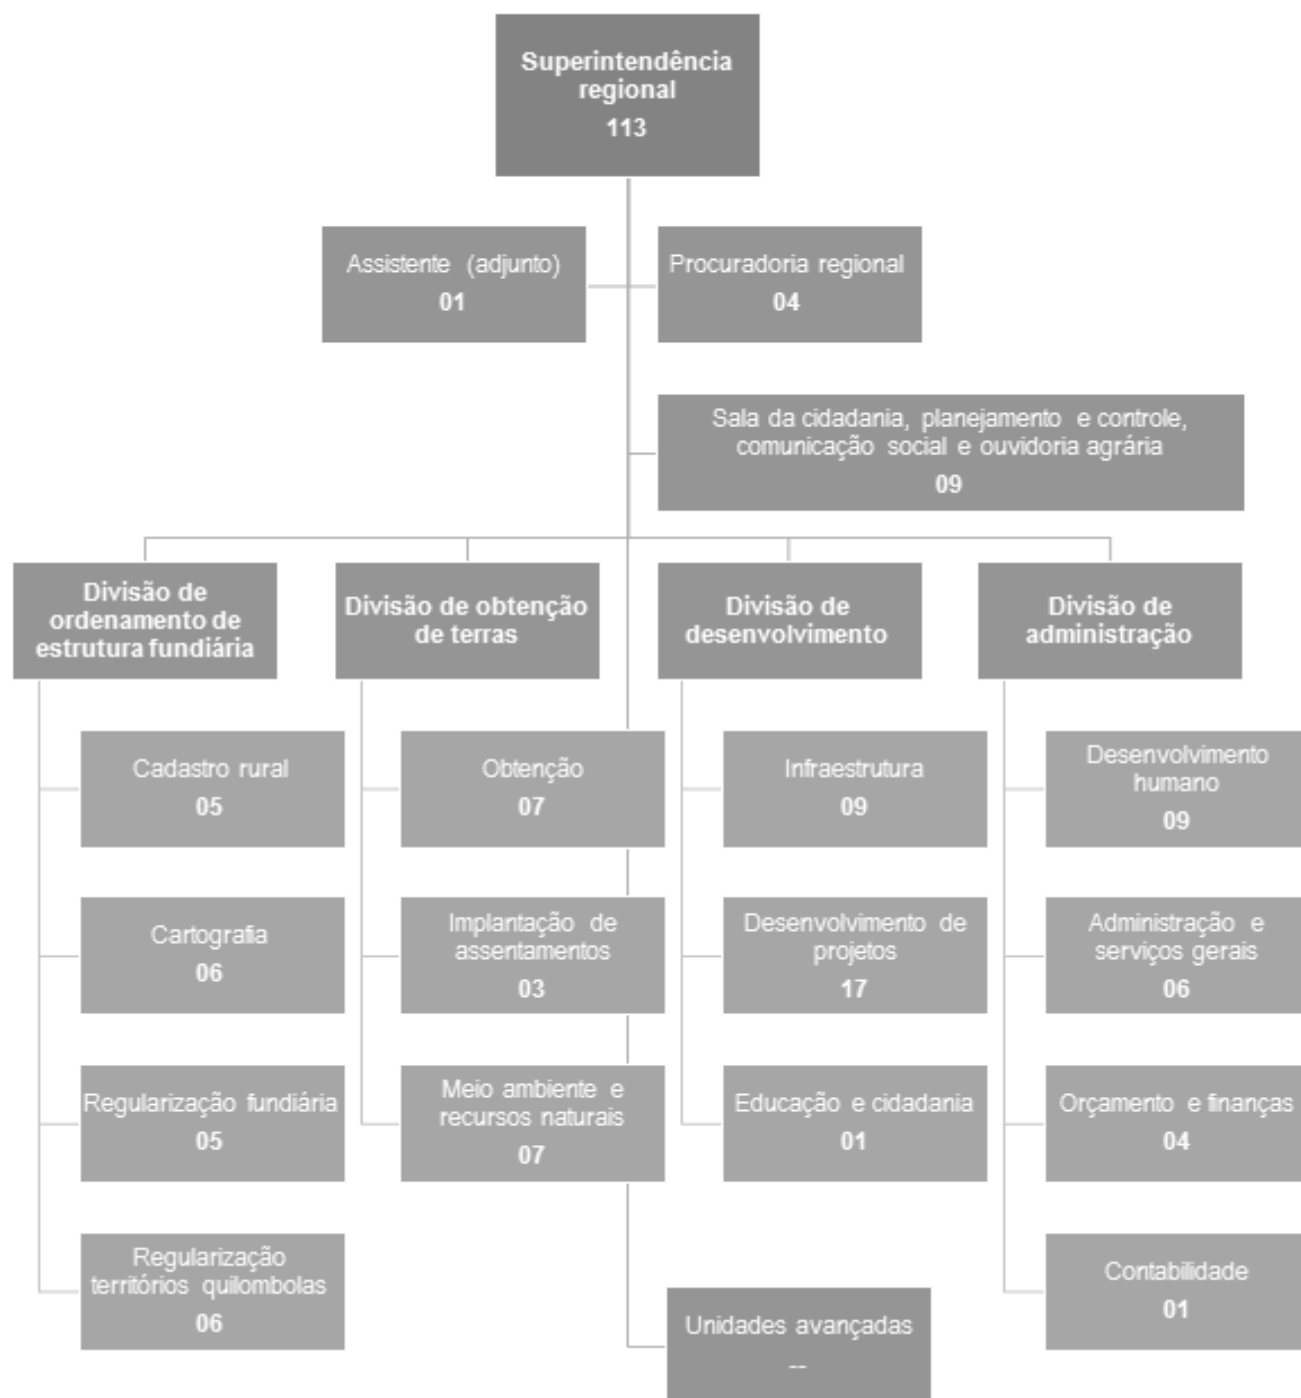 Superintendência
regional
113
Assistente (adjunto)
01
Procuradoria regional
04
Sala da cidadania, planejamento e controle,
comunicação social e ouvidoria agrária
09
Divisão de
ordenamento de
estrutura fundiária
Cadastro rural
05
Cartografia
06
Regularização fundiária
05
Regularização
territórios quilombolas
06
Divisão de obtenção
de terras
Obtenção
07
Implantação de
assentamentos
03
Meio ambiente e
recursos naturais
07
Divisão de
desenvolvimento
Infraestrutura
09
Desenvolvimento de
projetos
17
Educação e cidadania
01
Divisão de
administração
Desenvolvimento
humano
09
Administração e
serviços gerais
06
Orçamento e finanças
04
Contabilidade
01
Unidades avançadas
--